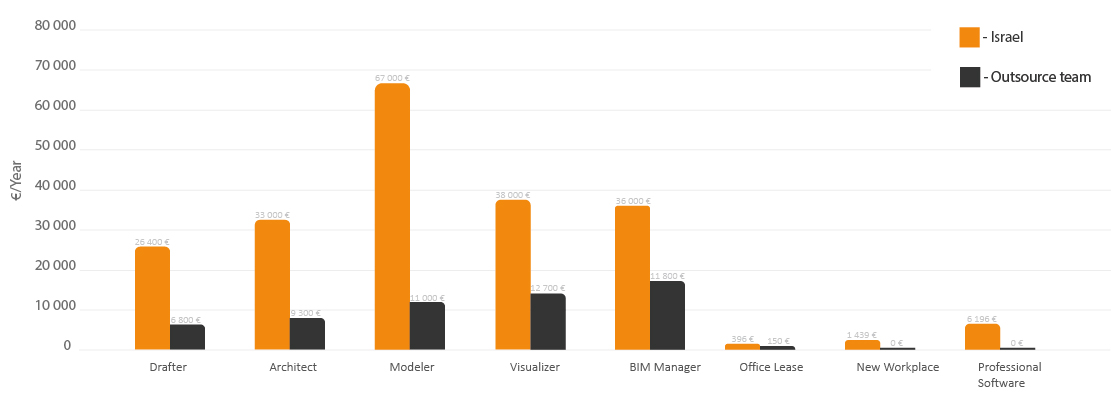 80 000
70 000
60 000
50 000
40 000
30 000
20 000
10 000
0
€/Year
- Israel
- Outsource team
26 400 €
6 800 €
33 000 €
9 300 €
67 000 €
11 000 €
38 000 €
12 700 €
36 000 €
11 800 €
396 €
150 €
1 439 €
0 €
6 196 €
0 €
Drafter
Architect
Modeler
Visualizer
BIM Manager
Office Lease
New Workplace
Professional
Software